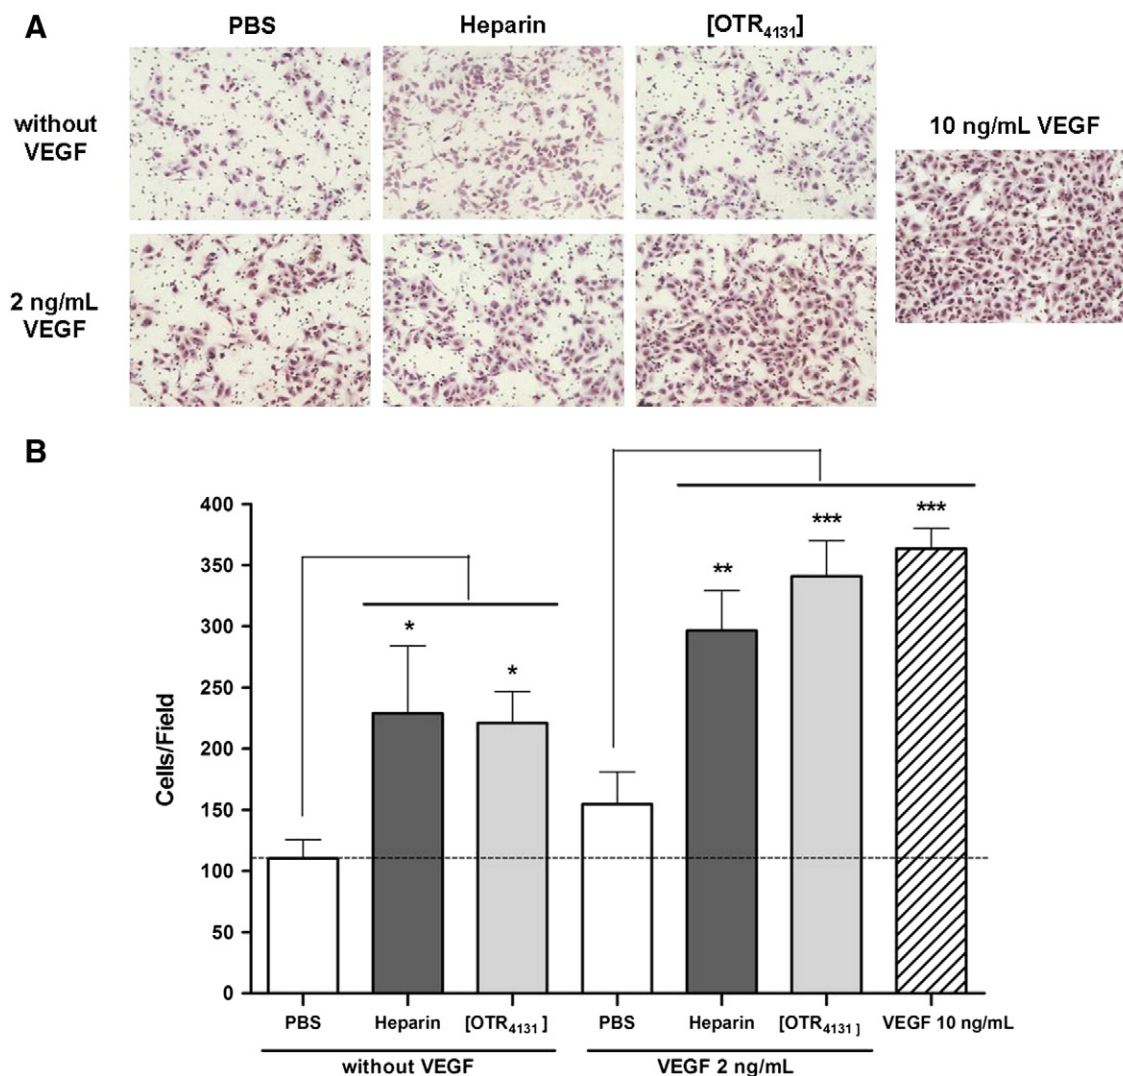 A
PBS
Heparin
[OTR4131]
without
VEGF
10 ng/mL VEGF
2 ng/mL
VEGF
B
400
350
300
250
200
150
100
50
0
Cells/Field
*
*
**
***
***
PBS
Heparin
[OTR4131]
PBS
Heparin
[OTR4131]
VEGF 10 ng/mL
without VEGF
VEGF 2 ng/mL